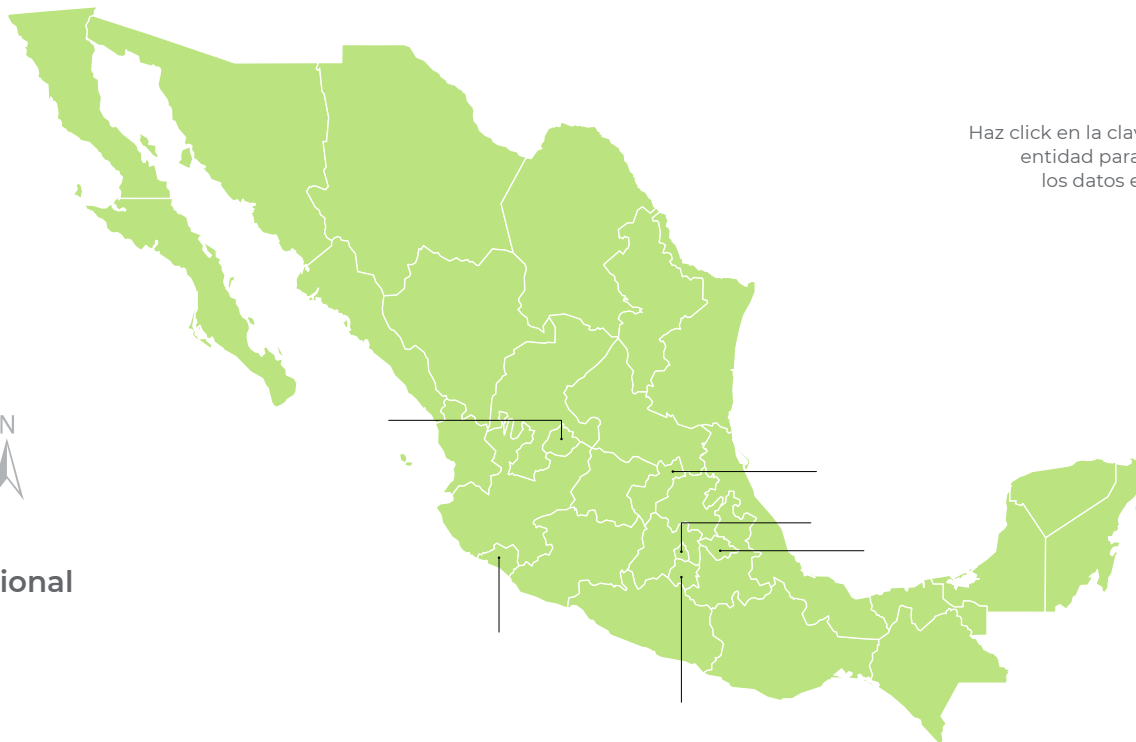 Haz click en la clav
entidad para
los datos e
N
ional